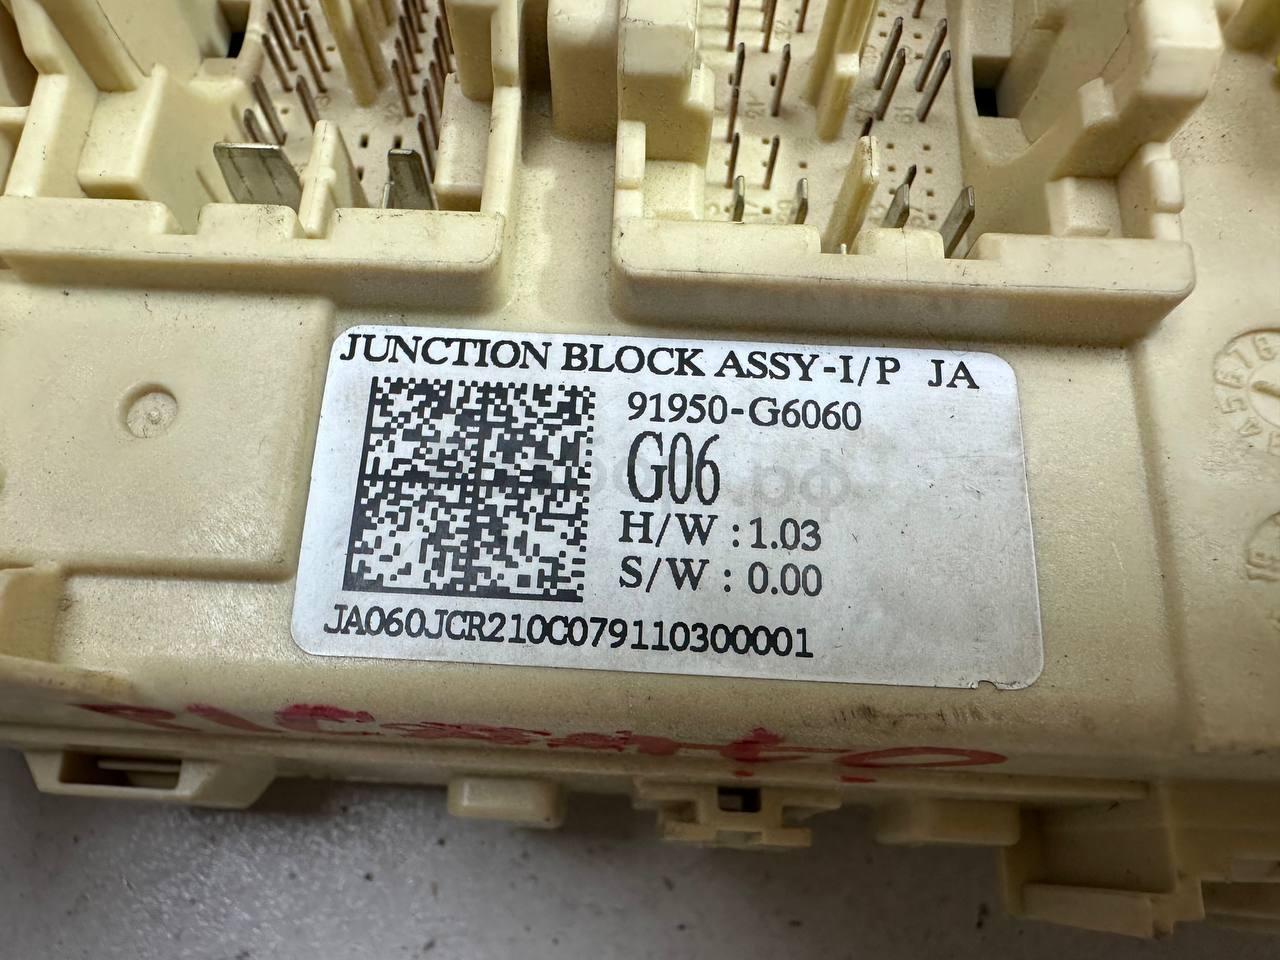 JUNCTION BLOCK ASSY-I/P JA
91950-G6060
G06
H/W : 1.03
S/W : 0.00
JA060JCR210C079110300001